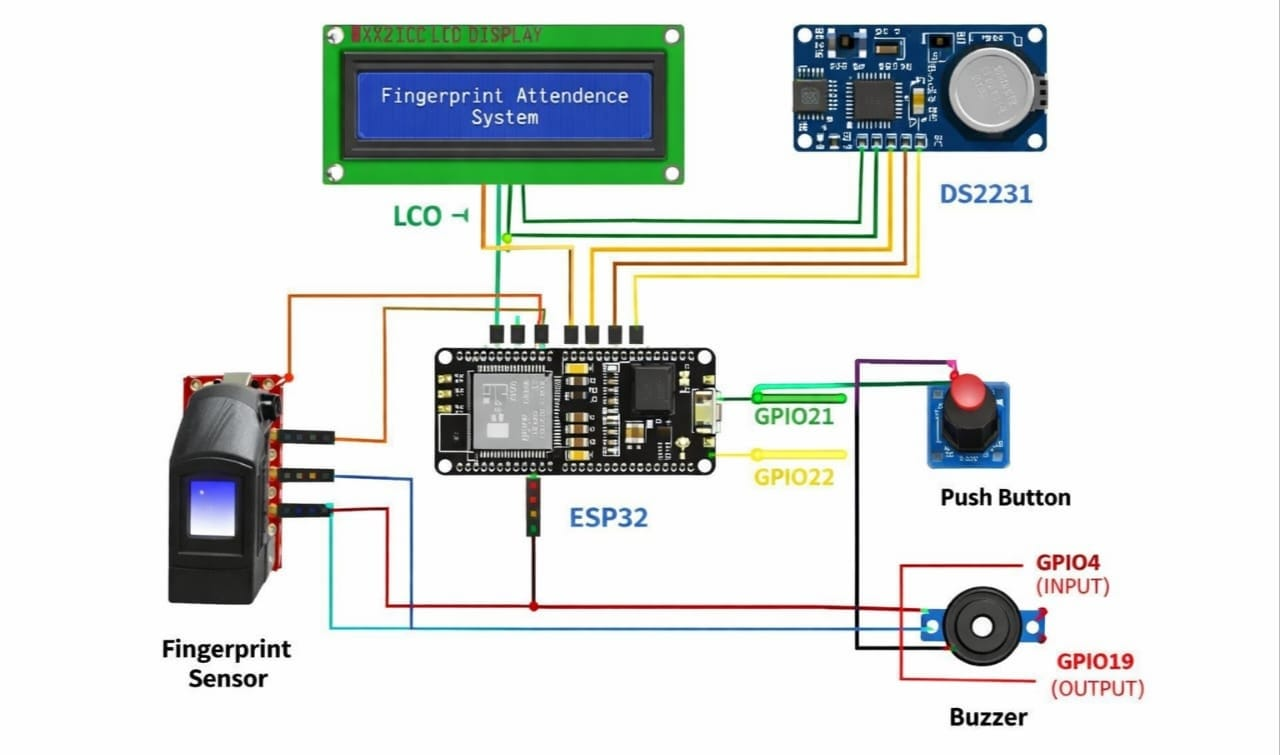 XX2ICC LCD DISPLAY
Fingerprint Attendence
System
LCO
DS2231
GPIO21
GPIO22
ESP32
Push Button
GPIO4
(INPUT)
Fingerprint
Sensor
GPIO19
(OUTPUT)
Buzzer